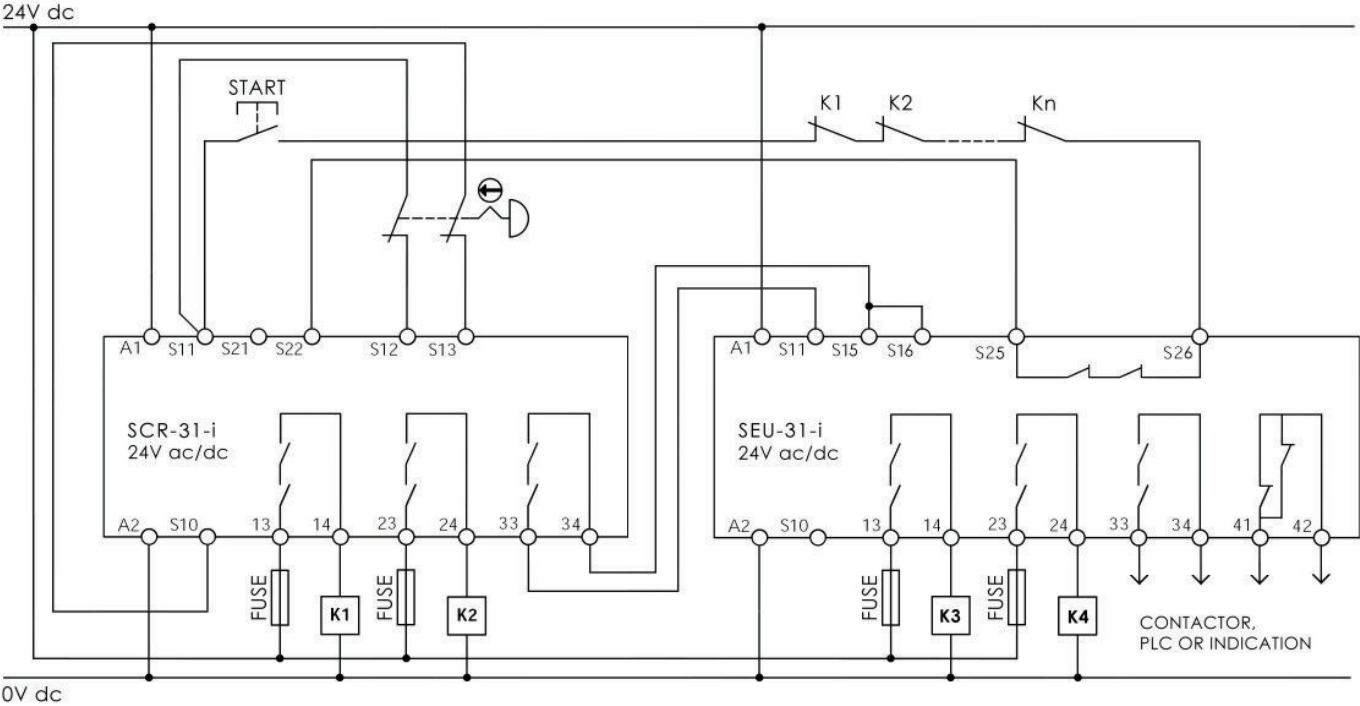 24V dc
START
K1 K2 Kn
A1 S11 S21 S22 S12 S13
A1 S11 S15 S16 S25 S26
SCR-31-i
24V ac/dc
SEU-31-i
24V ac/dc
A2 S10 13 14 23 24 33 34
A2 S10 13 14 23 24 33 34 41 42
FUSE K1 FUSE K2
FUSE K3 FUSE K4
CONTACTOR,
PLC OR INDICATION
0V dc